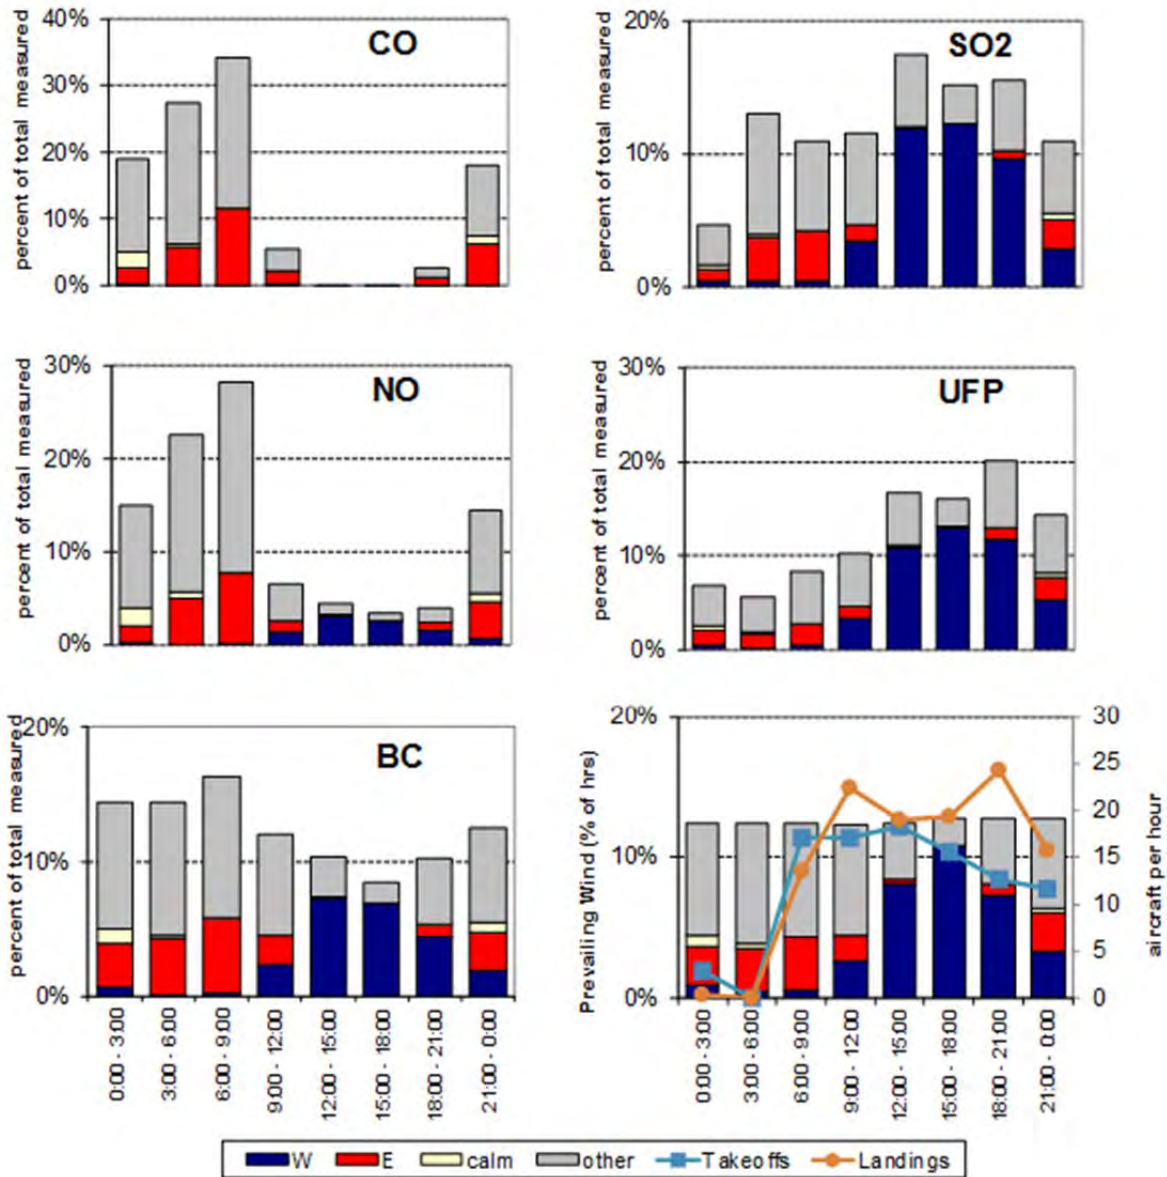 CO
percent of total measured
40%
30%
20%
10%
0%
SO2
percent of total measured
20%
10%
0%
NO
percent of total measured
30%
20%
10%
0%
UFP
percent of total measured
30%
20%
10%
0%
BC
percent of total measured
20%
10%
0%
0:00 - 3:00
3:00 - 6:00
6:00 - 9:00
9:00 - 12:00
12:00 - 15:00
15:00 - 18:00
18:00 - 21:00
21:00 - 0:00
Prevailing Wind (% of hrs)
20%
10%
0%
30
25
20
15
10
5
0
aircraft per hour
0:00 - 3:00
3:00 - 6:00
6:00 - 9:00
9:00 - 12:00
12:00 - 15:00
15:00 - 18:00
18:00 - 21:00
21:00 - 0:00
W E calm other Takeoffs Landings